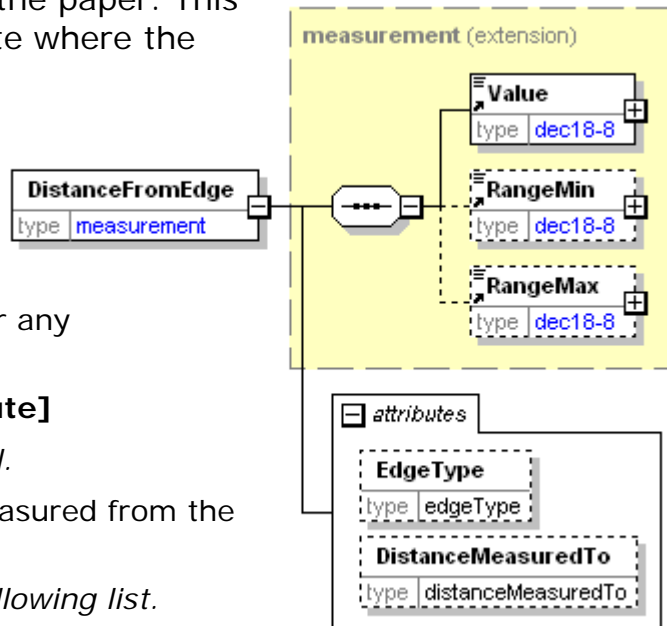 the paper. This
te where the
r any
ute]
d.
asured from the
llowing list.
measurement (extension)
DistanceFromEdge
type measurement
Value
type dec18-8
RangeMin
type dec18-8
RangeMax
type dec18-8
attributes
EdgeType
type edgeType
DistanceMeasuredTo
type distanceMeasuredTo